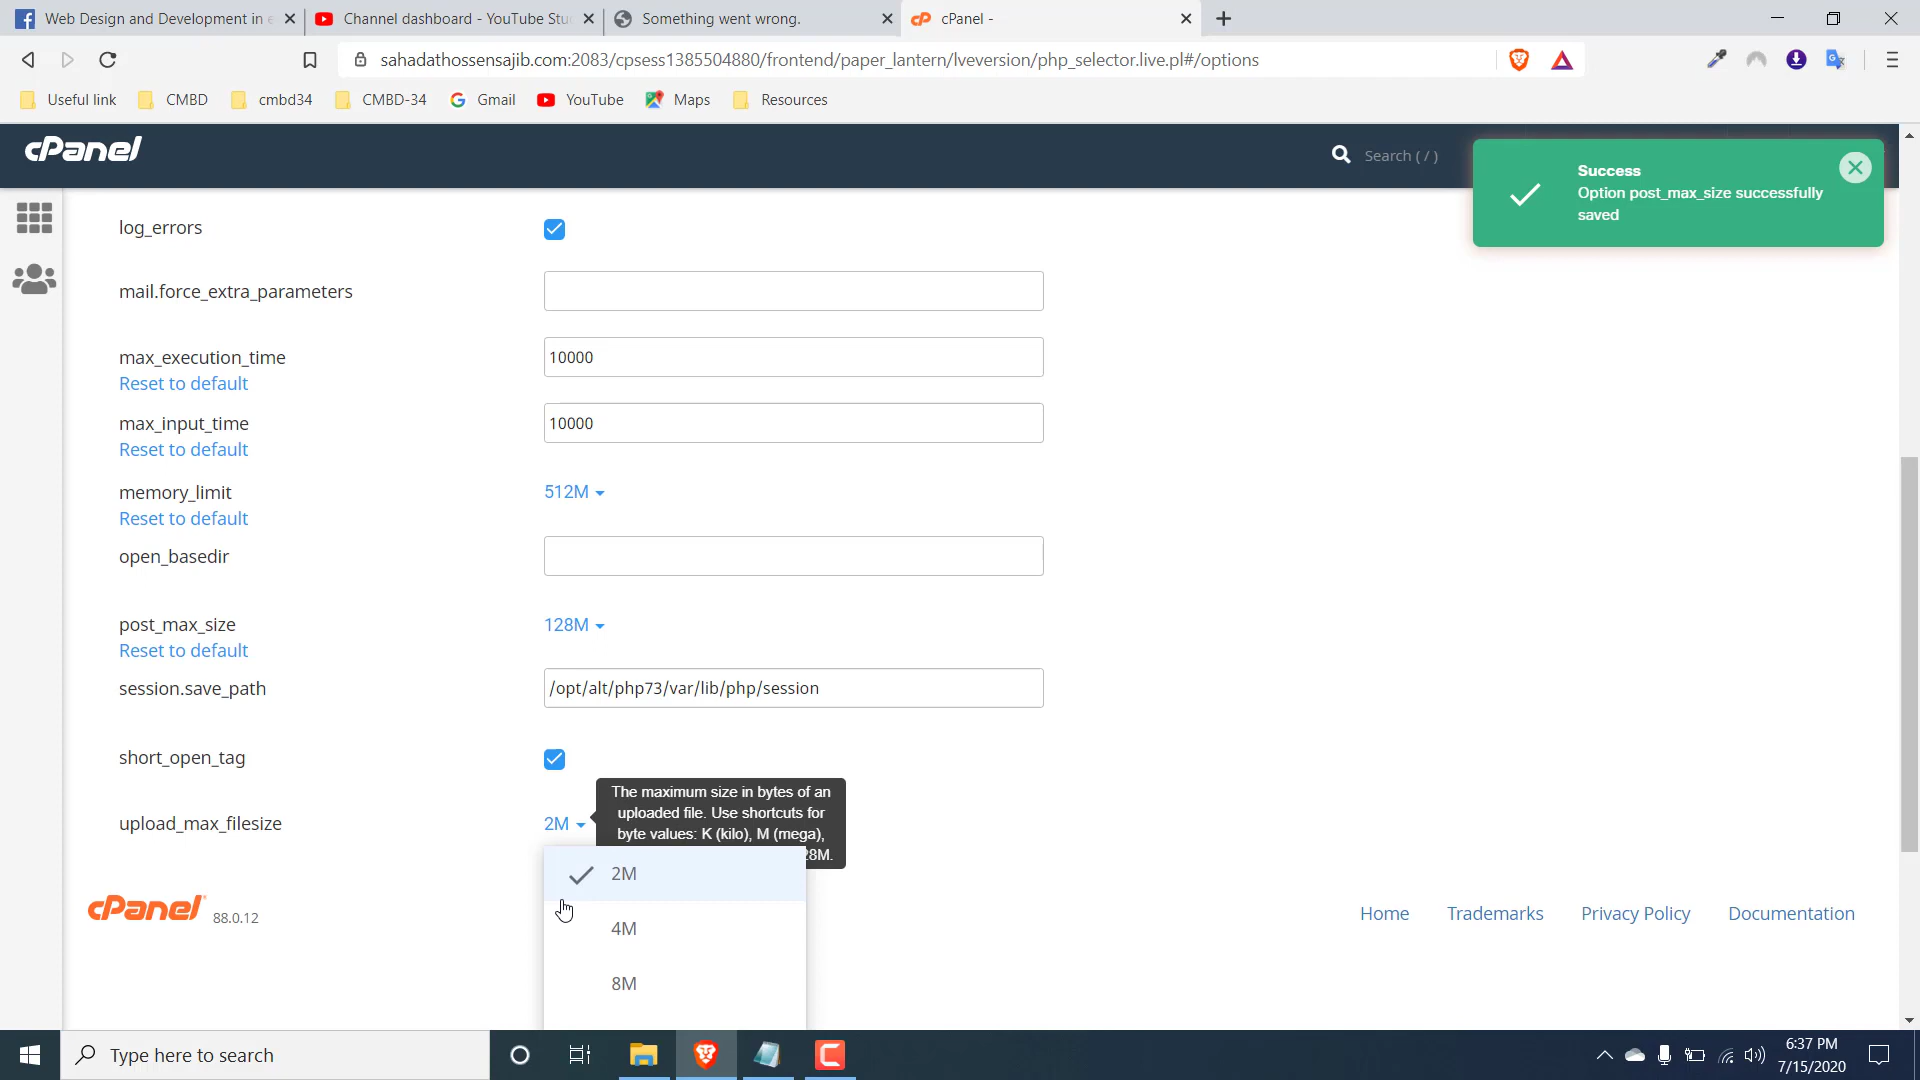 Web Design and Development in e
Channel dashboard - YouTube Stu
Something went wrong.
cPanel -
sahadathossensajib.com:2083/cpsess1385504880/frontend/paper_lantern/lveversion/php_selector.live.pl#/options
Useful link
CMBD
cmbd34
CMBD-34
Gmail
YouTube
Maps
Resources
cPanel
Search ( / )
Success
Option post_max_size successfully
saved
log_errors
mail.force_extra_parameters
max_execution_time
10000
Reset to default
max_input_time
10000
Reset to default
memory_limit
512M
Reset to default
open_basedir
post_max_size
128M
Reset to default
session.save_path
/opt/alt/php73/var/lib/php/session
short_open_tag
The maximum size in bytes of an
uploaded file. Use shortcuts for
byte values: K (kilo), M (mega),
28M.
upload_max_filesize
2M
2M
4M
8M
cPanel
88.0.12
Home
Trademarks
Privacy Policy
Documentation
Type here to search
6:37 PM
7/15/2020